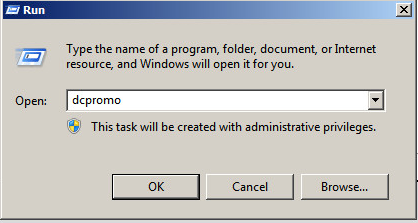 Run
Type the name of a program, folder, document, or Internet
resource, and Windows will open it for you.
Open: dcpromo
This task will be created with administrative privileges.
OK Cancel Browse...